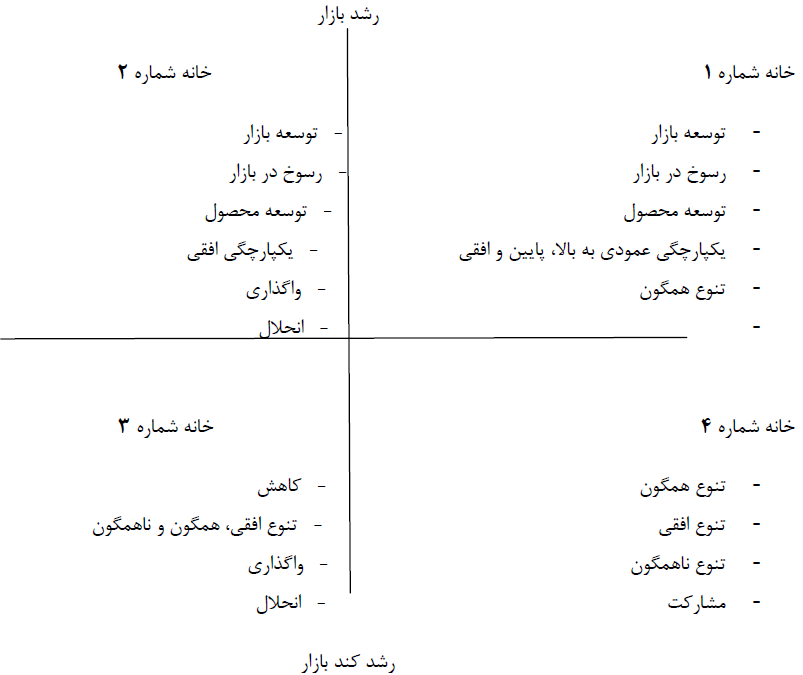 رشد بازار
خانه شماره ۱
- توسعه بازار
- رسوخ در بازار
- توسعه محصول
- یکپارچگی عمودی به بالا، پایین و افقی
- تنوع همگون
-
خانه شماره ۲
- توسعه بازار
- رسوخ در بازار
- توسعه محصول
- یکپارچگی افقی
- واگذاری
- انحلال
خانه شماره ۴
- تنوع همگون
- تنوع افقی
- تنوع ناهمگون
- مشارکت
خانه شماره ۳
- کاهش
- تنوع افقی، همگون و ناهمگون
- واگذاری
- انحلال
رشد کند بازار